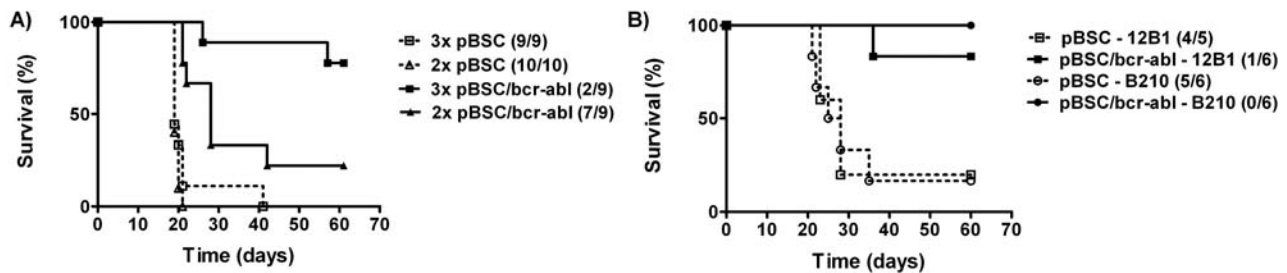 A)
Survival (%)
100
50
0
0 10 20 30 40 50 60 70
Time (days)
3x pBSC (9/9)
2x pBSC (10/10)
3x pBSC/bcr-abl (2/9)
2x pBSC/bcr-abl (7/9)
B)
Survival (%)
100
50
0
0 10 20 30 40 50 60 70
Time (days)
pBSC - 12B1 (4/5)
pBSC/bcr-abl - 12B1 (1/6)
pBSC - B210 (5/6)
pBSC/bcr-abl - B210 (0/6)